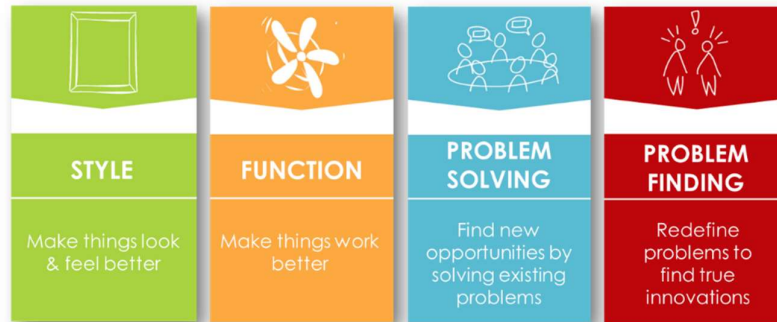 STYLE
Make things look
& feel better
FUNCTION
Make things work
better
PROBLEM
SOLVING
Find new
opportunities by
solving existing
problems
PROBLEM
FINDING
Redefine
problems to
find true
innovations